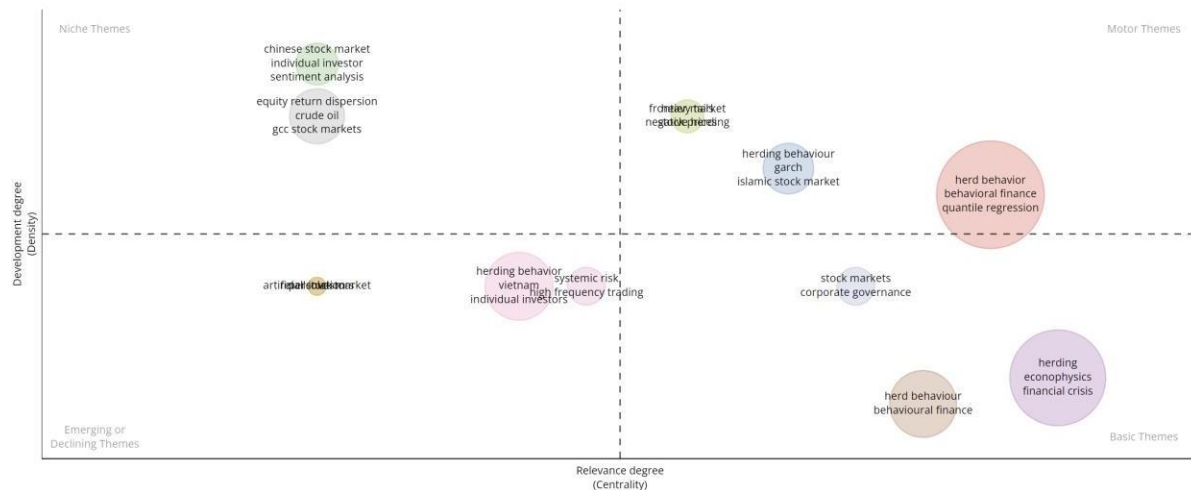 Niche Themes
Motor Themes
chinese stock market
individual investor
sentiment analysis
equity return dispersion
crude oil
gcc stock markets
herding behaviour
garch
islamic stock market
herd behavior
behavioral finance
quantile regression
Development degree
(Density)
herding behavior
vietnam
individual investors
systemic risk
high frequency trading
stock markets
corporate governance
herding
econophysics
financial crisis
herd behaviour
behavioural finance
Emerging or
Declining Themes
Basic Themes
Relevance degree
(Centrality)